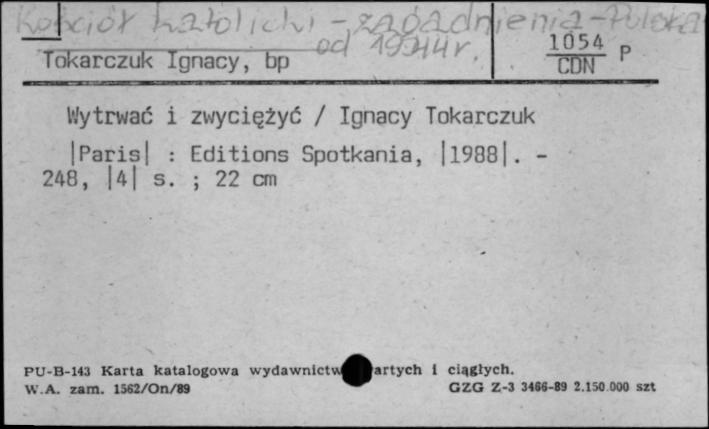 Kościół katolicki - zagadnienia - Polska
od 1944 r.
Tokarczuk Ignacy, bp
1054 P
CDN
Wytrwać i zwyciężyć / Ignacy Tokarczuk
|Paris| : Editions Spotkania, |1988|. -
248, |4| s. ; 22 cm
PU-B-143 Karta katalogowa wydawnictw artych i ciągłych.
W.A. zam. 1562/On/89 GZG Z-3 3466-89 2.150.000 szt